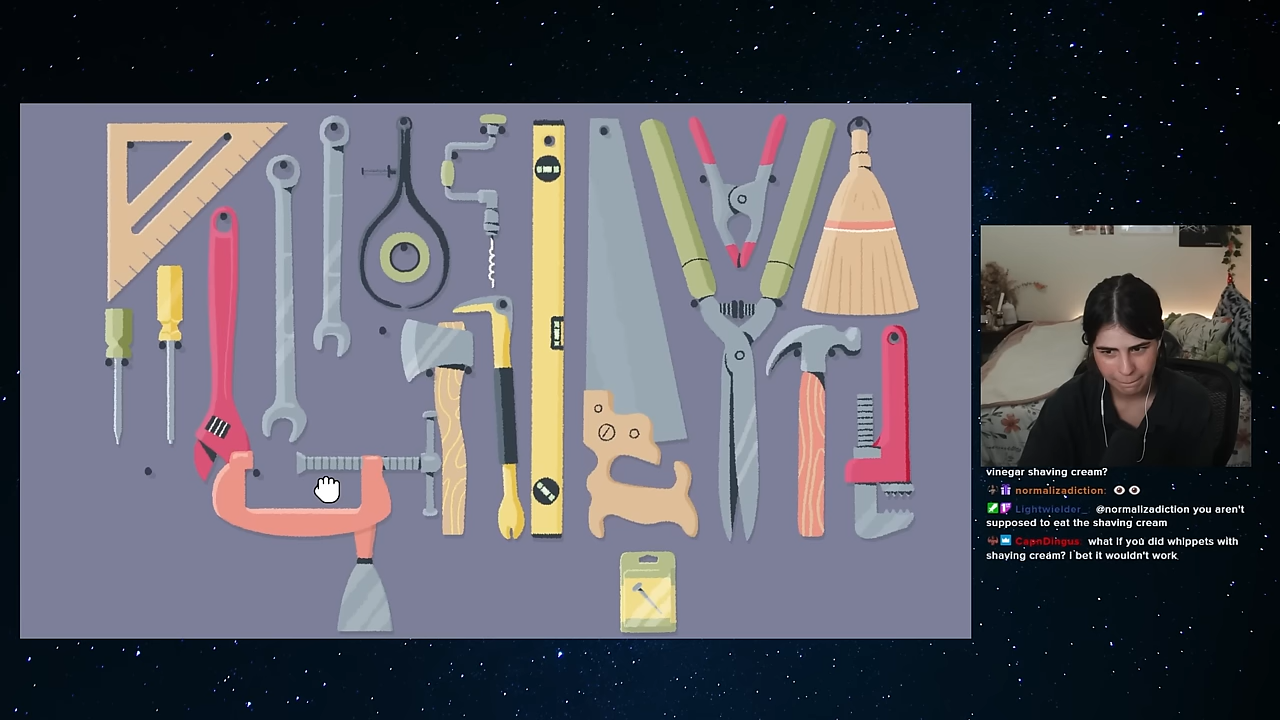 vinegar shaving cream?
normalizadiction:
Lightwielder_: @normalizadiction you aren't
supposed to eat the shaving cream
CapnDingus: what if you did whippets with
shaving cream? I bet it wouldn't work